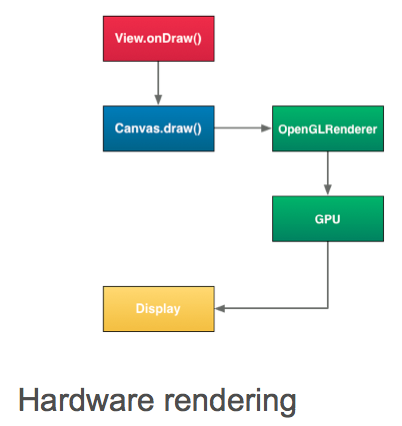 View.onDraw()
Canvas.draw()
OpenGLRenderer
GPU
Display
Hardware rendering